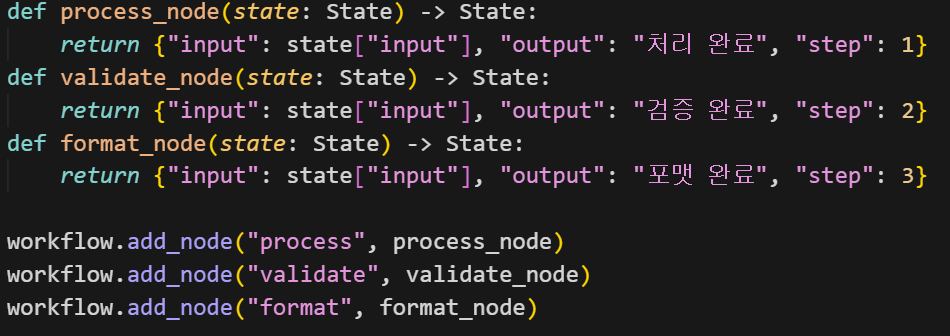 def process_node(state: State) -> State:
    return {"input": state["input"], "output": "처리 완료", "step": 1}
def validate_node(state: State) -> State:
    return {"input": state["input"], "output": "검증 완료", "step": 2}
def format_node(state: State) -> State:
    return {"input": state["input"], "output": "포맷 완료", "step": 3}

workflow.add_node("process", process_node)
workflow.add_node("validate", validate_node)
workflow.add_node("format", format_node)